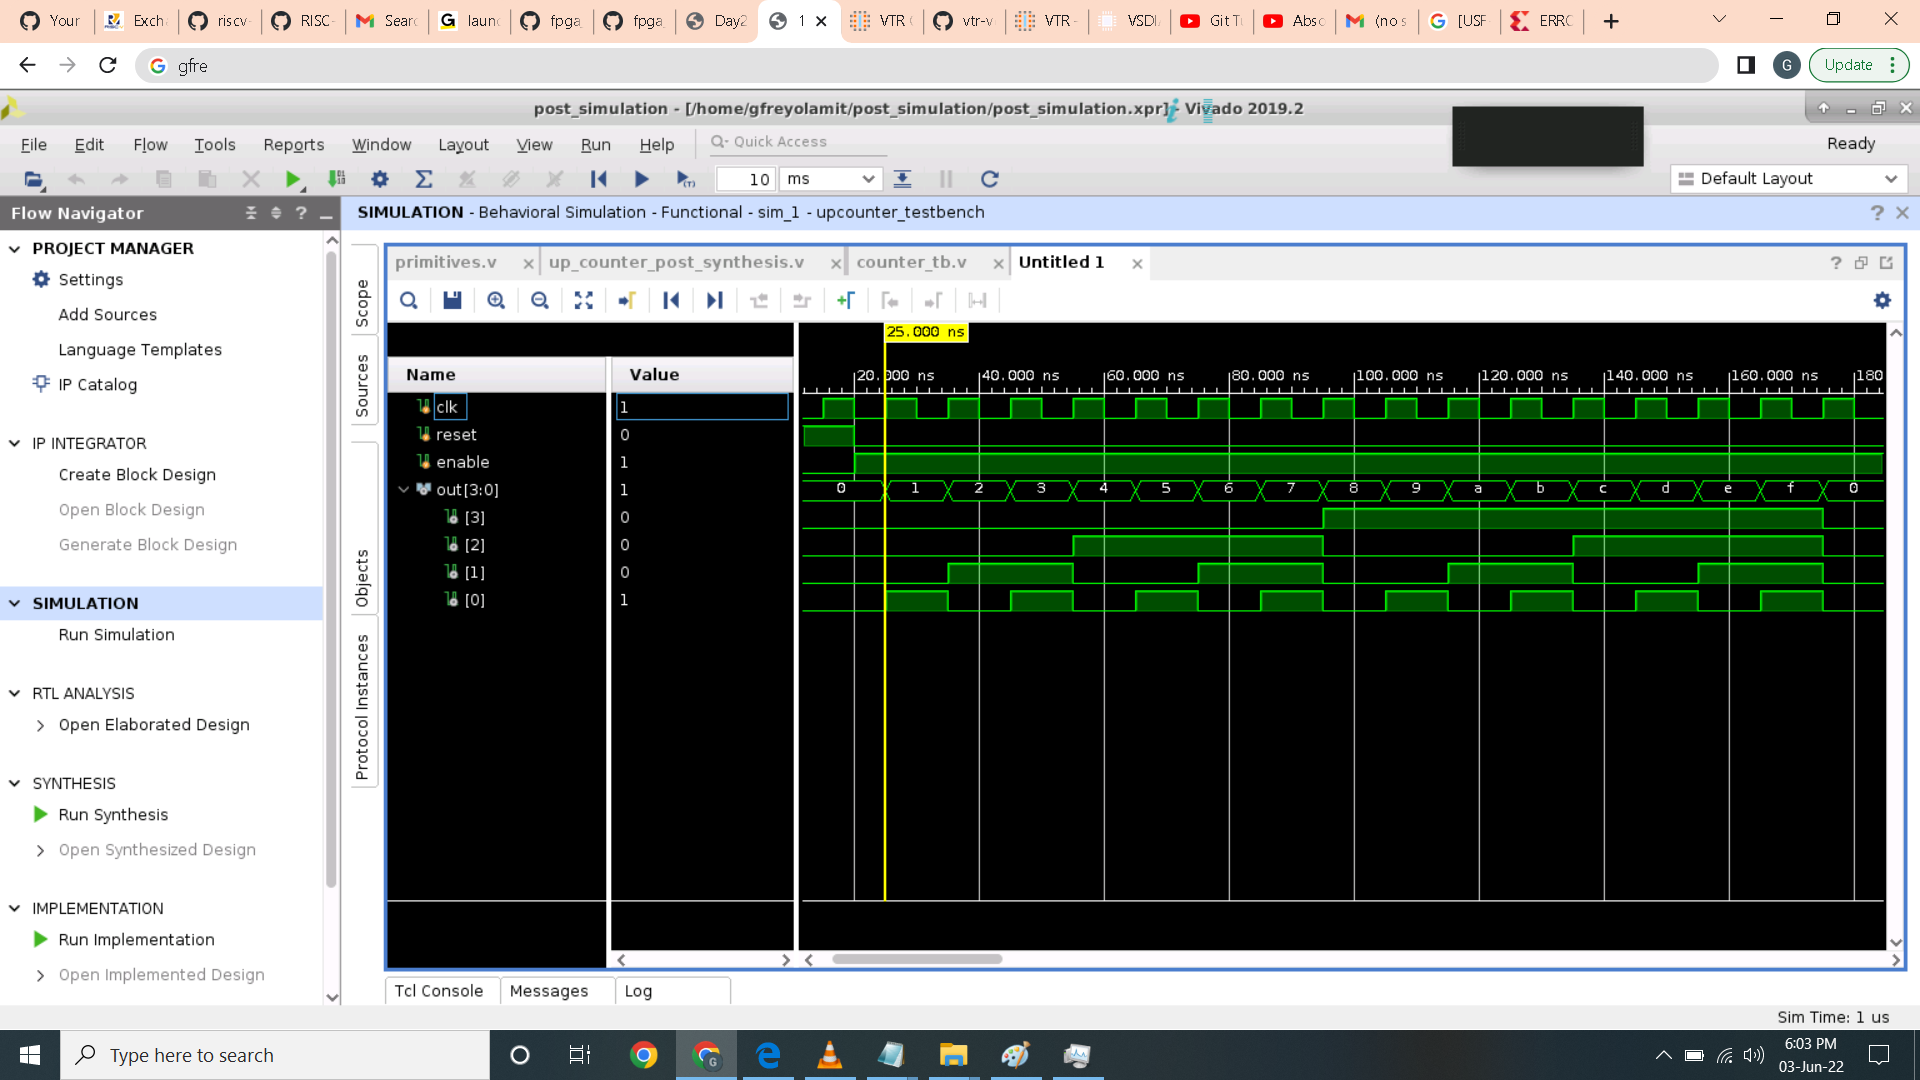 Your
Exch
riscv-
RISC-
Searc
laun
fpga_
fpga_
Day2
1
VTR
vtr-v
VTR -
VSDI
Git Tu
Abso
(no s
[USF
ERRO
gfre
G
Update
post_simulation - [/home/gfreyolamit/post_simulation/post_simulation.xpr] - Vivado 2019.2
File Edit Flow Tools Reports Window Layout View Run Help
Quick Access
Ready
10 ms
Default Layout
Flow Navigator
SIMULATION - Behavioral Simulation - Functional - sim_1 - upcounter_testbench
PROJECT MANAGER
Settings
Add Sources
Language Templates
IP Catalog
IP INTEGRATOR
Create Block Design
Open Block Design
Generate Block Design
SIMULATION
Run Simulation
RTL ANALYSIS
Open Elaborated Design
SYNTHESIS
Run Synthesis
Open Synthesized Design
IMPLEMENTATION
Run Implementation
Open Implemented Design
Scope
Sources
Objects
Protocol Instances
primitives.v
up_counter_post_synthesis.v
counter_tb.v
Untitled 1
25.000 ns
Name Value
20.000 ns 40.000 ns 60.000 ns 80.000 ns 100.000 ns 120.000 ns 140.000 ns 160.000 ns 180
clk 1
reset 0
enable 1
out[3:0] 1
0 1 2 3 4 5 6 7 8 9 a b c d e f 0
[3] 0
[2] 0
[1] 0
[0] 1
Tcl Console Messages Log
Sim Time: 1 us
Type here to search
6:03 PM
03-Jun-22